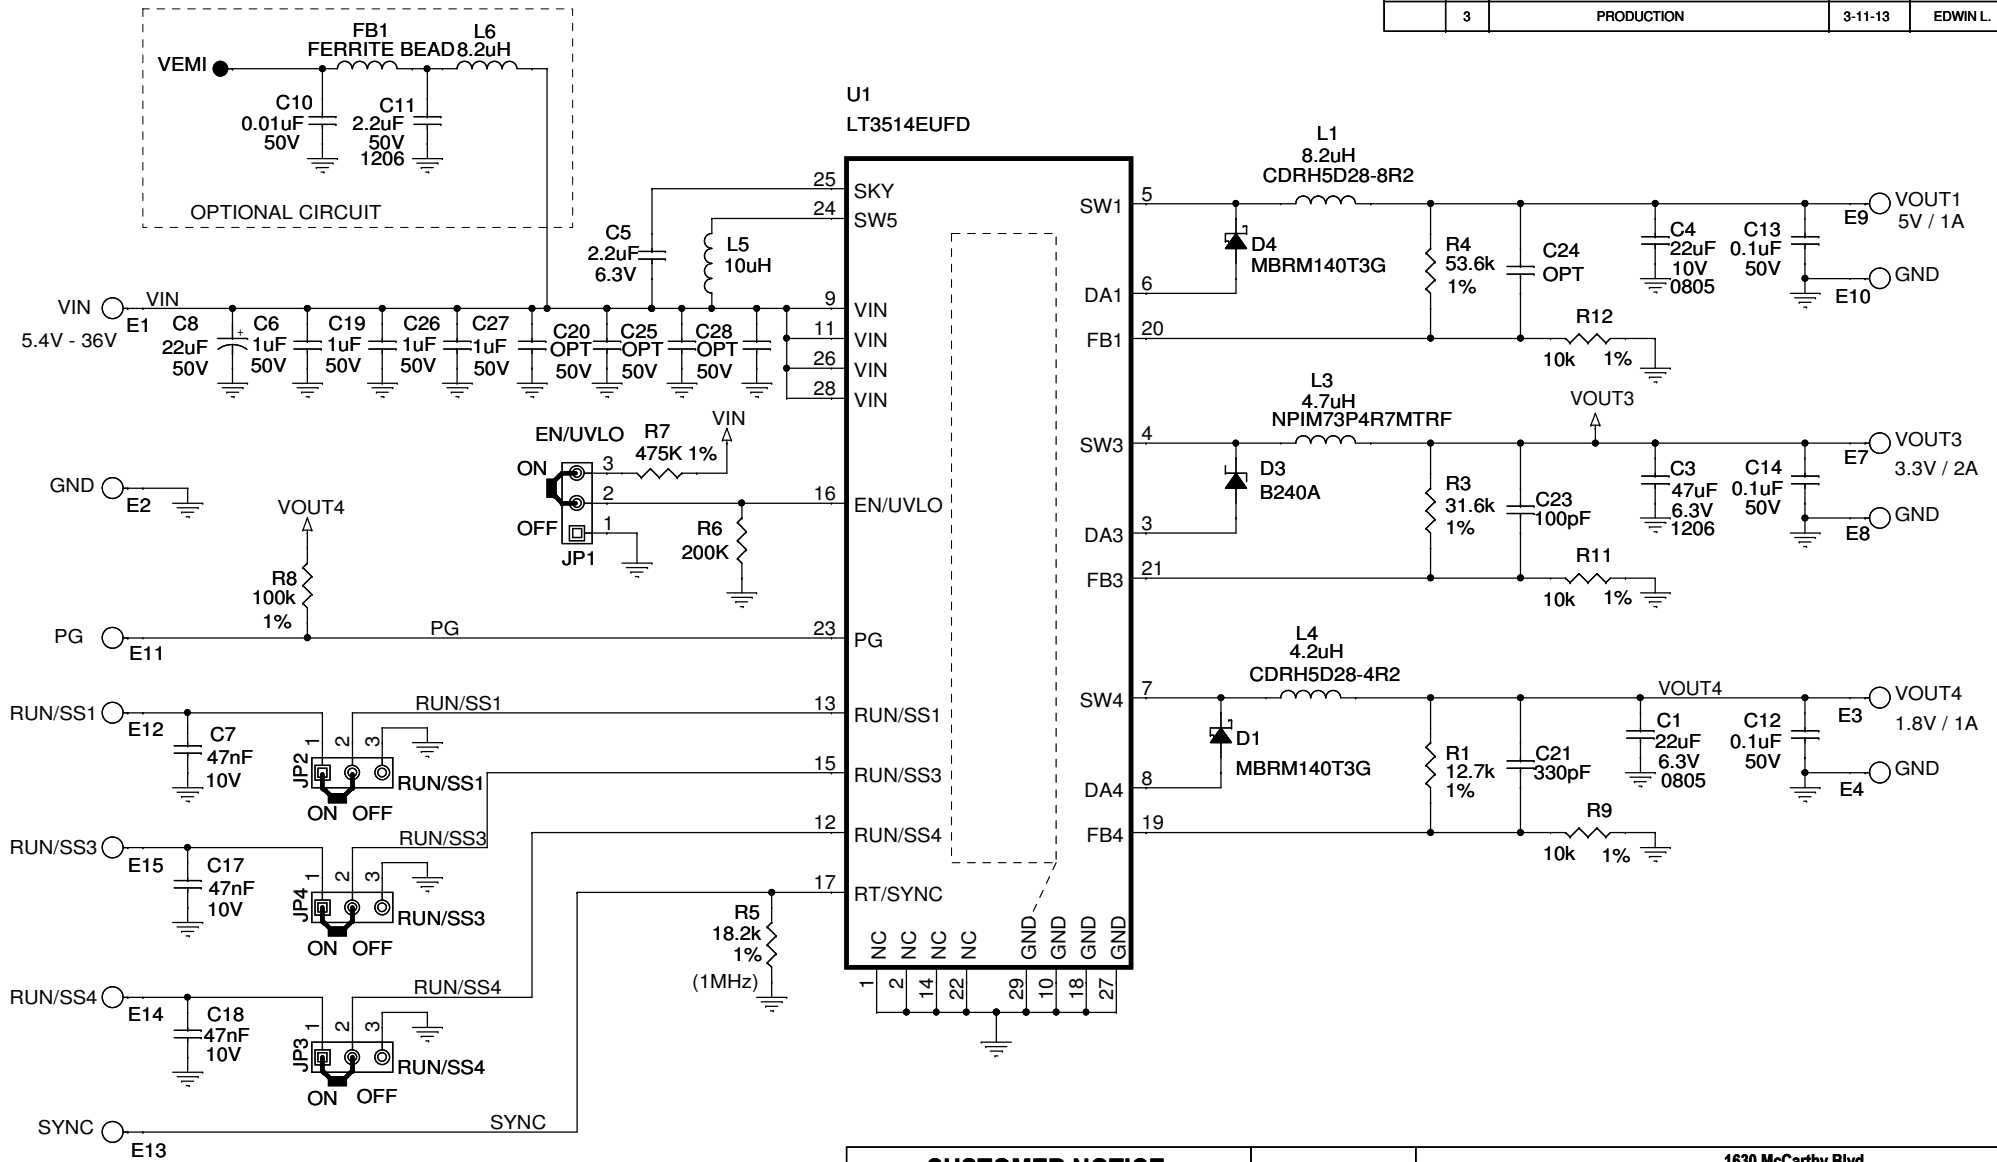 3 PRODUCTION 3-11-13 EDWIN L.
FB1
FERRITE BEAD
L6
8.2uH
VEMI
C10
0.01uF
50V
C11
2.2uF
50V
1206
OPTIONAL CIRCUIT
U1
LT3514EUFD
25 SKY
24 SW5
C5
2.2uF
6.3V
L5
10uH
VIN
5.4V - 36V
E1
VIN
C8
22uF
50V
+
C6
1uF
50V
C19
1uF
50V
C26
1uF
50V
C27
1uF
50V
C20
OPT
50V
C25
OPT
50V
C28
OPT
50V
9 VIN
11 VIN
26 VIN
28 VIN
GND
E2
EN/UVLO
ON
OFF
3
2
1
JP1
R7
475K 1%
VIN
R6
200K
16 EN/UVLO
VOUT4
R8
100k
1%
PG
E11
PG
23 PG
RUN/SS1
E12
C7
47nF
10V
1 2 3
JP2
RUN/SS1
ON OFF
RUN/SS1
13 RUN/SS1
RUN/SS3
E15
C17
47nF
10V
1 2 3
JP4
RUN/SS3
ON OFF
RUN/SS3
15 RUN/SS3
RUN/SS4
E14
C18
47nF
10V
1 2 3
JP3
RUN/SS4
ON OFF
RUN/SS4
12 RUN/SS4
SYNC
E13
SYNC
17 RT/SYNC
R5
18.2k
1%
(1MHz)
NC NC NC NC GND GND GND GND
1 2 14 22 29 10 18 27
SW1 5
DA1 6
FB1 20
L1
8.2uH
CDRH5D28-8R2
D4
MBRM140T3G
R4
53.6k
1%
C24
OPT
R12
10k 1%
C4
22uF
10V
0805
C13
0.1uF
50V
E9
VOUT1
5V / 1A
E10
GND
SW3 4
DA3 3
FB3 21
L3
4.7uH
NPIM73P4R7MTRF
D3
B240A
R3
31.6k
1%
C23
100pF
R11
10k 1%
VOUT3
C3
47uF
6.3V
1206
C14
0.1uF
50V
E7
VOUT3
3.3V / 2A
E8
GND
SW4 7
DA4 8
FB4 19
L4
4.2uH
CDRH5D28-4R2
D1
MBRM140T3G
R1
12.7k
1%
C21
330pF
R9
10k 1%
VOUT4
C1
22uF
6.3V
0805
C12
0.1uF
50V
E3
VOUT4
1.8V / 1A
E4
GND
CUSTOMER NOTICE
1630 McCarthy Blvd.